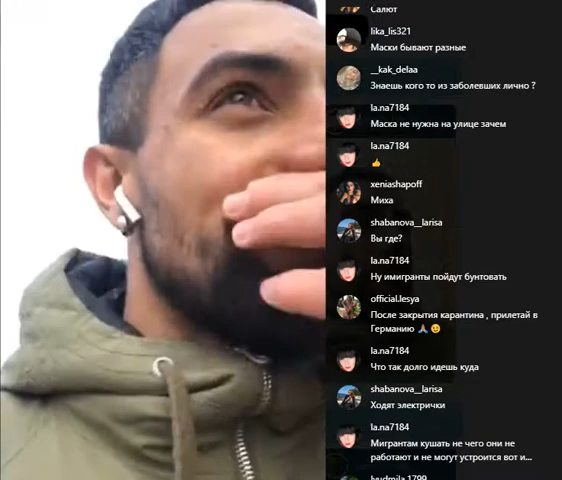 Салют
lika_lis321
Маски бывают разные
__kak_delaa
Знаешь кого то из заболевших лично ?
la.na7184
Маска не нужна на улице зачем
la.na7184
👍
xeniashapoff
Миха
shabanova__larisa
Вы где?
la.na7184
Ну имигранты пойдут бунтовать
official.lesya
После закрытия карантина , прилетай в
Германию 🙏 😉
la.na7184
Что так долго идешь куда
shabanova__larisa
Ходят электрички
la.na7184
Мигрантам кушать не чего они не
работают и не могут устроится вот и...
lyudmila.1799